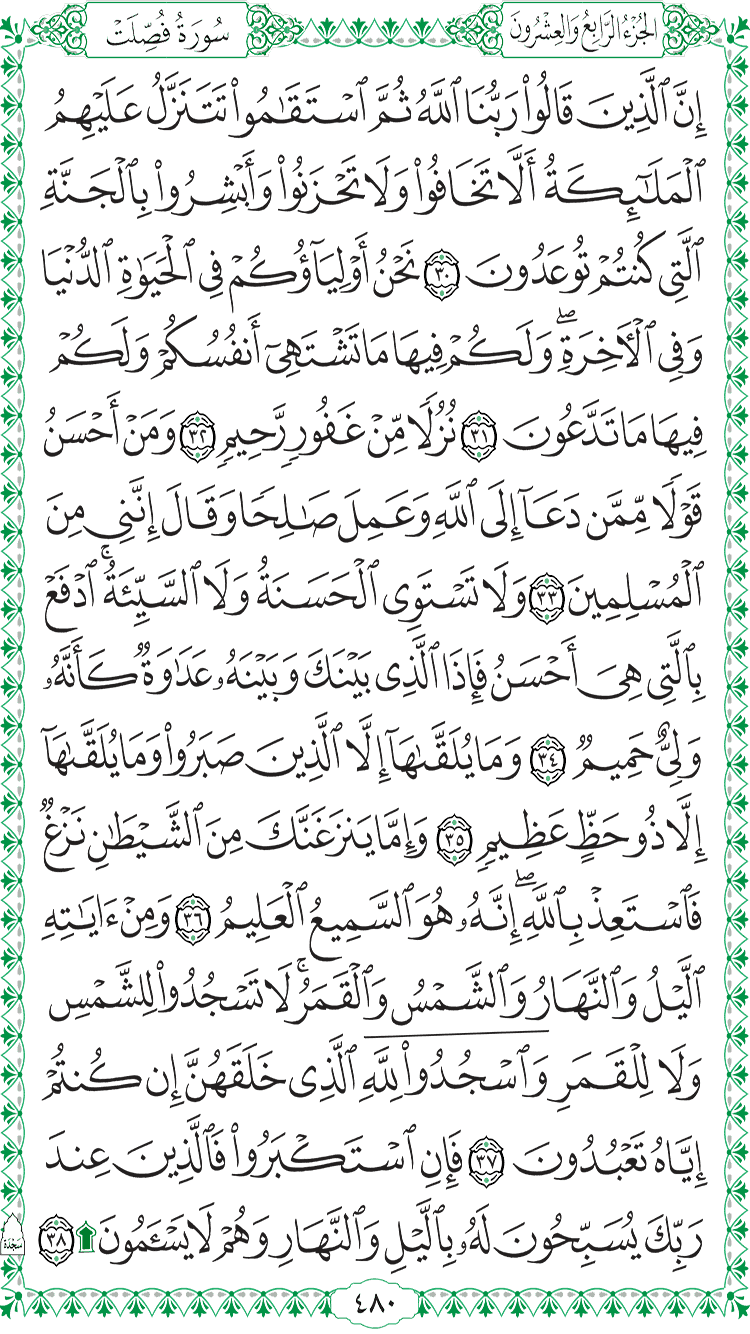 الجُزْءُ الرَّابِعُ وَالعِشْرُونَ
سُورَةُ فُصِّلَتْ
إِنَّ ٱلَّذِينَ قَالُوا۟ رَبُّنَا ٱللَّهُ ثُمَّ ٱسْتَقَٰمُوا۟ تَتَنَزَّلُ عَلَيْهِمُ
ٱلْمَلَٰٓئِكَةُ أَلَّا تَخَافُوا۟ وَلَا تَحْزَنُوا۟ وَأَبْشِرُوا۟ بِٱلْجَنَّةِ
ٱلَّتِى كُنتُمْ تُوعَدُونَ ٣٠ نَحْنُ أَوْلِيَآؤُكُمْ فِى ٱلْحَيَوٰةِ ٱلدُّنْيَا
وَفِى ٱلْأَخِرَةِ ۖ وَلَكُمْ فِيهَا مَا تَشْتَهِىٓ أَنفُسُكُمْ وَلَكُمْ
فِيهَا مَا تَدَّعُونَ ٣١ نُزُلًا مِّنْ غَفُورٍ رَّحِيمٍ ٣٢ وَمَنْ أَحْسَنُ
قَوْلًا مِّمَّن دَعَآ إِلَى ٱللَّهِ وَعَمِلَ صَٰلِحًا وَقَالَ إِنَّنِى مِنَ
ٱلْمُسْلِمِينَ ٣٣ وَلَا تَسْتَوِى ٱلْحَسَنَةُ وَلَا ٱلسَّيِّئَةُ ۚ ٱدْفَعْ
بِٱلَّتِى هِىَ أَحْسَنُ فَإِذَا ٱلَّذِى بَيْنَكَ وَبَيْنَهُۥ عَدَٰوَةٌ كَأَنَّهُۥ
وَلِىٌّ حَمِيمٌ ٣٤ وَمَا يُلَقَّىٰهَآ إِلَّا ٱلَّذِينَ صَبَرُوا۟ وَمَا يُلَقَّىٰهَآ
إِلَّا ذُو حَظٍّ عَظِيمٍ ٣٥ وَإِمَّا يَنزَغَنَّكَ مِنَ ٱلشَّيْطَٰنِ نَزْغٌ
فَٱسْتَعِذْ بِٱللَّهِ ۖ إِنَّهُۥ هُوَ ٱلسَّمِيعُ ٱلْعَلِيمُ ٣٦ وَمِنْ ءَايَٰتِهِ
ٱلَّيْلُ وَٱلنَّهَارُ وَٱلشَّمْسُ وَٱلْقَمَرُ ۚ لَا تَسْجُدُوا۟ لِلشَّمْسِ
وَلَا لِلْقَمَرِ وَٱسْجُدُوا۟ لِلَّهِ ٱلَّذِى خَلَقَهُنَّ إِن كُنتُمْ
إِيَّاهُ تَعْبُدُونَ ٣٧ فَإِنِ ٱسْتَكْبَرُوا۟ فَٱلَّذِينَ عِندَ
رَبِّكَ يُسَبِّحُونَ لَهُۥ بِٱلَّيْلِ وَٱلنَّهَارِ وَهُمْ لَا يَسْـَٔمُونَ ۩ ٣٨
سجدة
٤٨٠